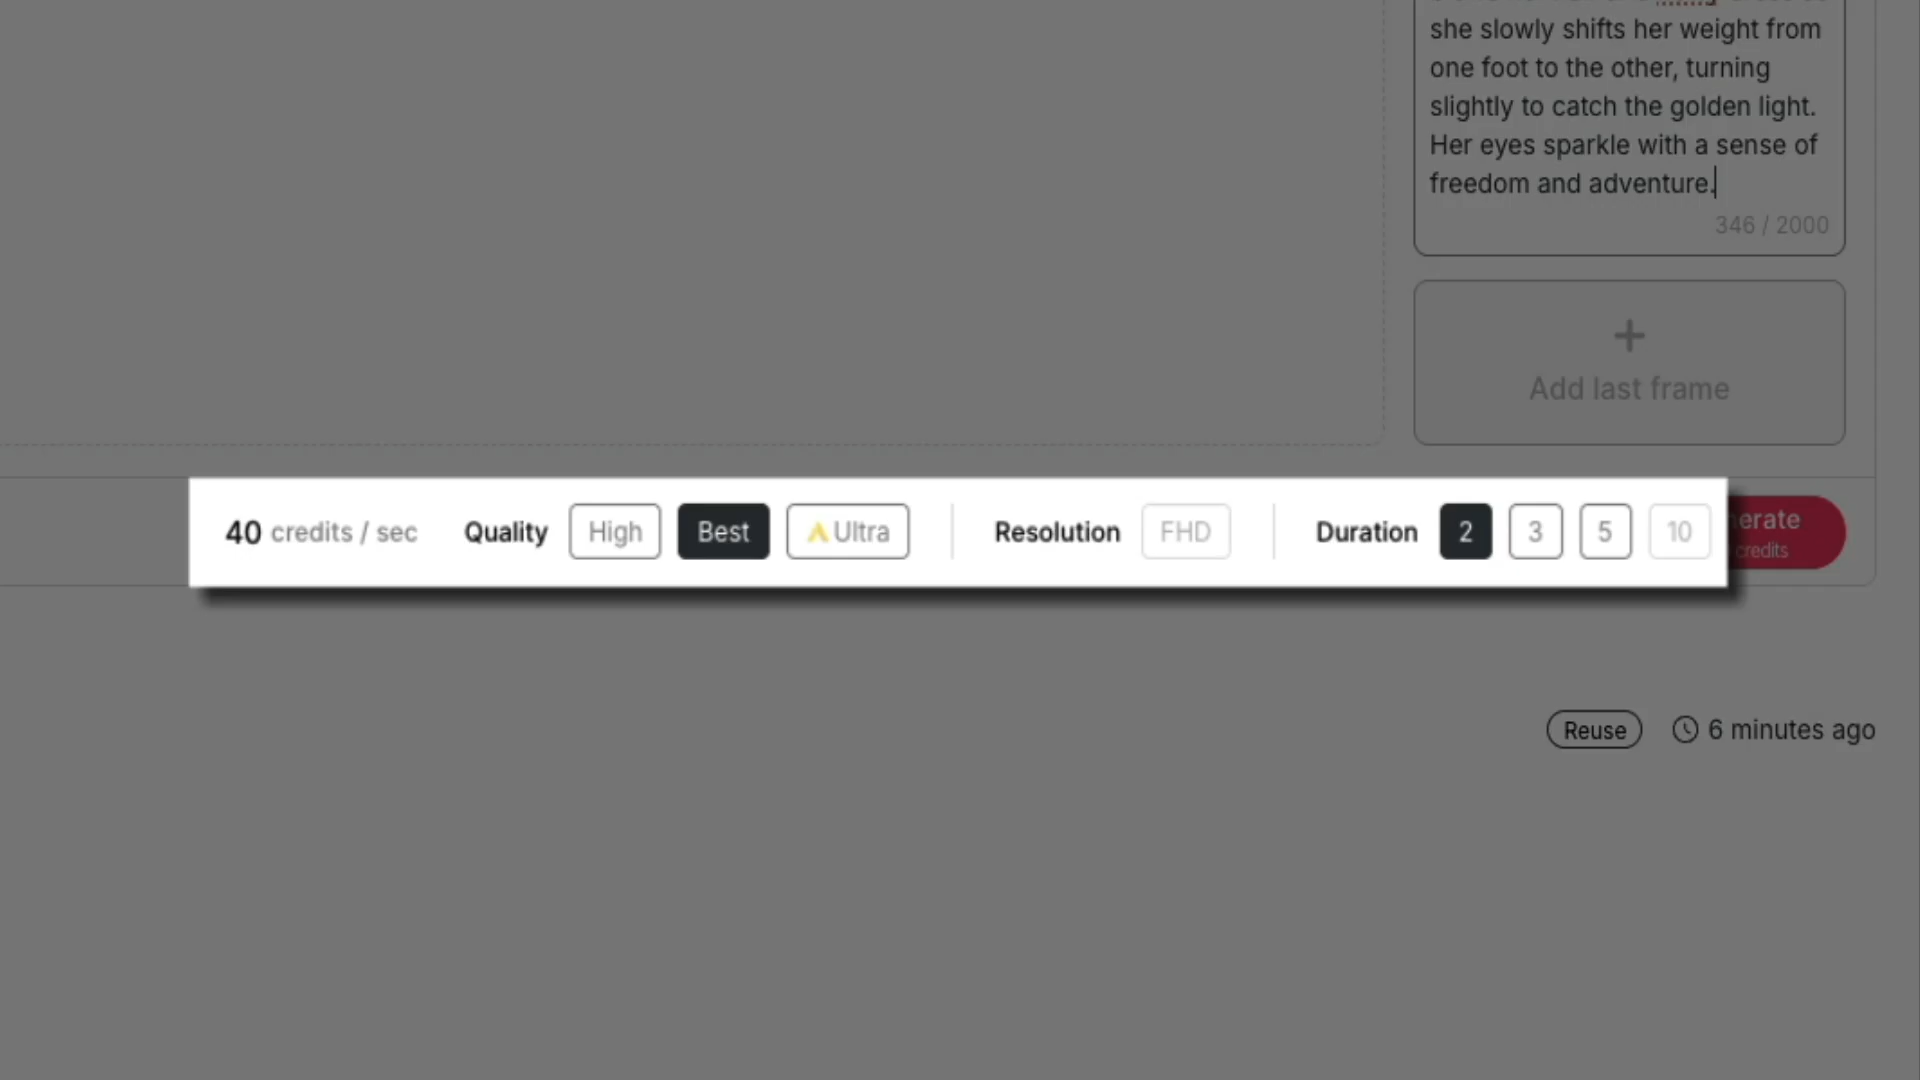 she slowly shifts her weight from
one foot to the other, turning
slightly to catch the golden light.
Her eyes sparkle with a sense of
freedom and adventure.
346 / 2000
+
Add last frame
40 credits / sec Quality High Best Ultra Resolution FHD Duration 2 3 5 10
erate
credits
Reuse 6 minutes ago